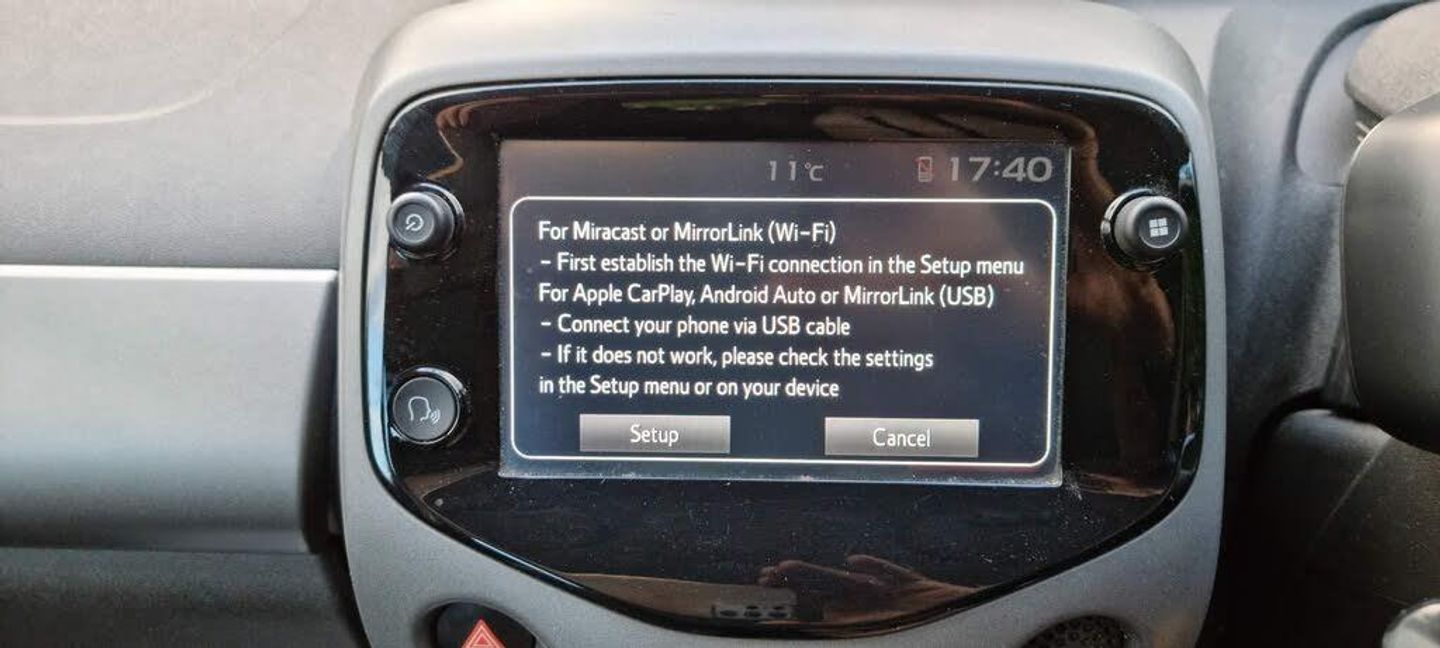 11°C 17:40
For Miracast or MirrorLink (Wi-Fi)
- First establish the Wi-Fi connection in the Setup menu
For Apple CarPlay, Android Auto or MirrorLink (USB)
- Connect your phone via USB cable
- If it does not work, please check the settings
in the Setup menu or on your device
Setup Cancel